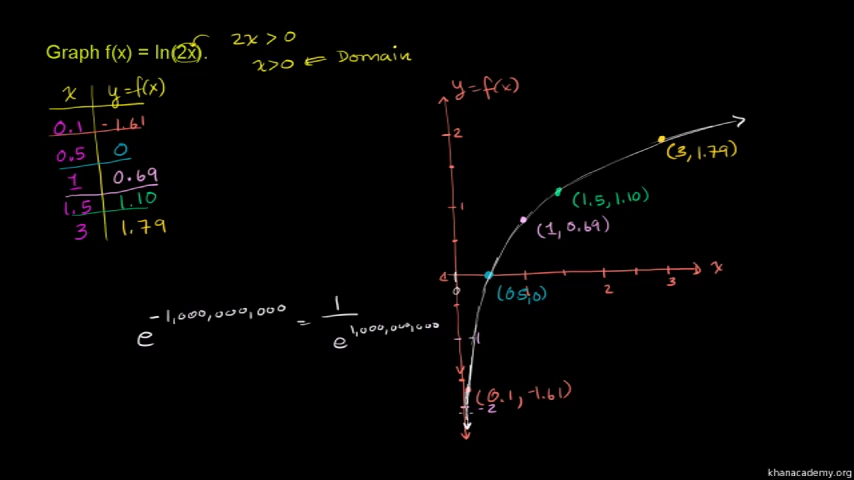 Graph f(x) = ln(2x).
2x > 0
x>0 ← Domain
x y=f(x)
0.1 -1.61
0.5 0
1 0.69
1.5 1.10
3 1.79
e^-1,000,000,000 = 1/e^1,000,000,000
y=f(x)
2
(3, 1.79)
1
(1.5, 1.10)
(1, 0.69)
x
0
1
2
3
(0.5,0)
-1
(0.1, -1.61)
-2
khanacademy.org